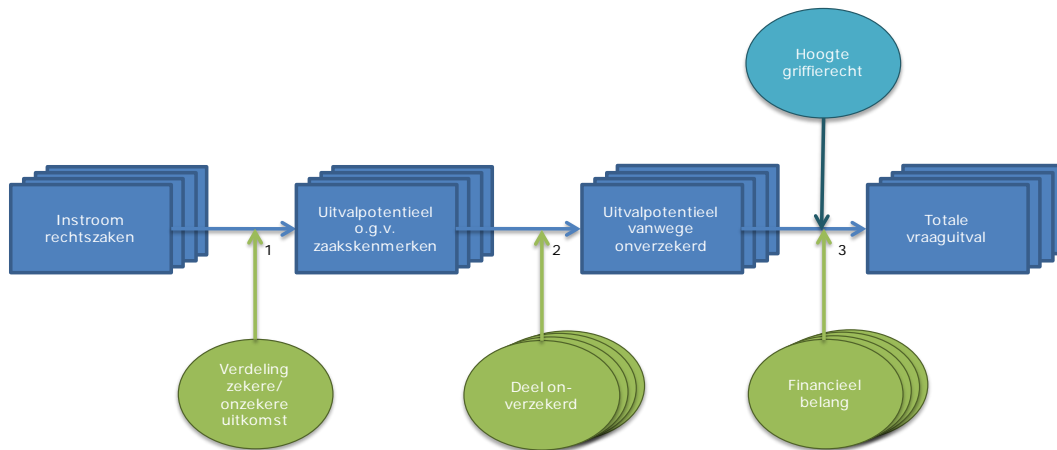 Hoogte
griffierecht
Instroom
rechtszaken
Uitvalpotentieel
o.g.v.
zaakskenmerken
Uitvalpotentieel
vanwege
onverzekerd
Totale
vraaguitval
1
2
3
Verdeling
zekere/
onzekere
uitkomst
Deel on-
verzekerd
Financieel
belang